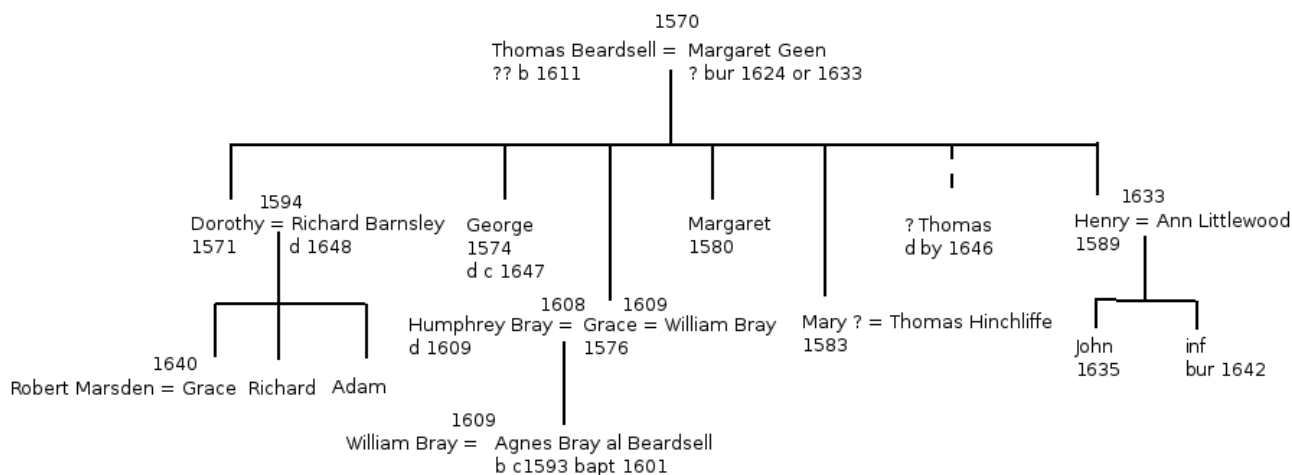 1570
Thomas Beardsell = Margaret Geen
?? b 1611 ? bur 1624 or 1633
1594
Dorothy = Richard Barnsley
1571 d 1648
George
1574
d c 1647
Margaret
1580
? Thomas
d by 1646
1633
Henry = Ann Littlewood
1589
1608 1609
Humphrey Bray = Grace = William Bray
d 1609 1576
Mary ? = Thomas Hinchliffe
1583
John
1635
inf
bur 1642
1640
Robert Marsden = Grace Richard Adam
1609
William Bray = Agnes Bray al Beardsell
b c1593 bapt 1601